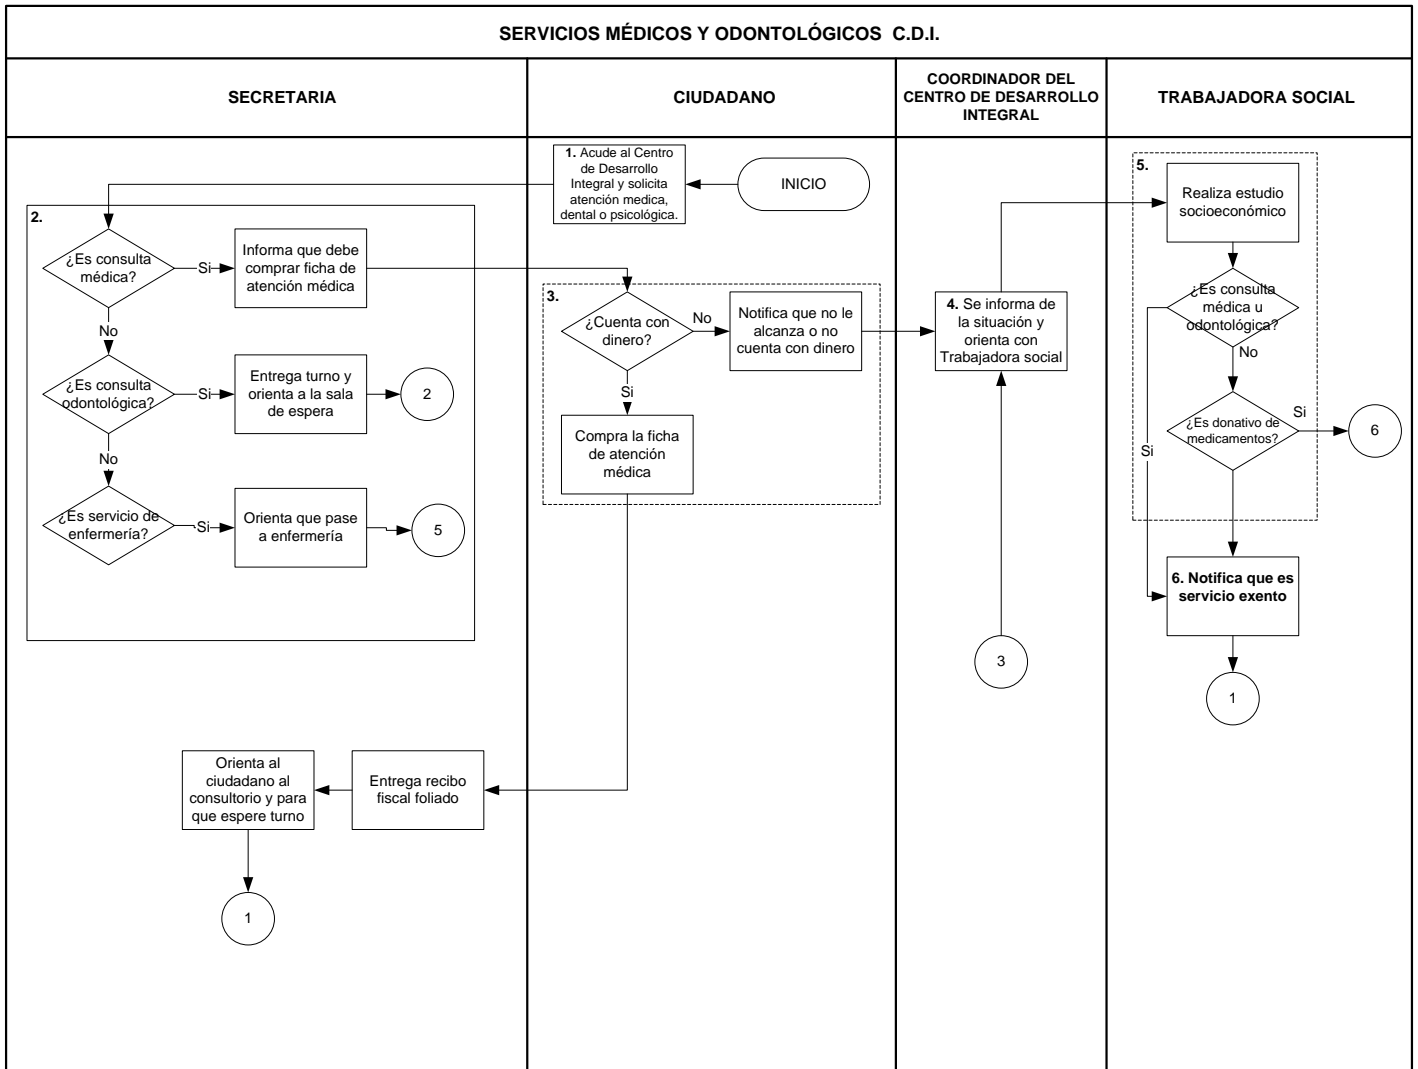 SERVICIOS MÉDICOS Y ODONTOLÓGICOS C.D.I.
SECRETARIA
CIUDADANO
COORDINADOR DEL
CENTRO DE DESARROLLO
INTEGRAL
TRABAJADORA SOCIAL
INICIO
1. Acude al Centro
de Desarrollo
Integral y solicita
atención medica,
dental o psicológica.
2.
¿Es consulta
médica?
Si
Informa que debe
comprar ficha de
atención médica
No
¿Es consulta
odontológica?
Si
Entrega turno y
orienta a la sala
de espera
2
No
¿Es servicio de
enfermería?
Si
Orienta que pase
a enfermería
5
3.
¿Cuenta con
dinero?
No
Notifica que no le
alcanza o no
cuenta con dinero
Si
Compra la ficha
de atención
médica
Entrega recibo
fiscal foliado
Orienta al
ciudadano al
consultorio y para
que espere turno
1
4. Se informa de
la situación y
orienta con
Trabajadora social
3
5.
Realiza estudio
socioeconómico
¿Es consulta
médica u
odontológica?
No
Si
¿Es donativo de
medicamentos?
Si
6
6. Notifica que es
servicio exento
1